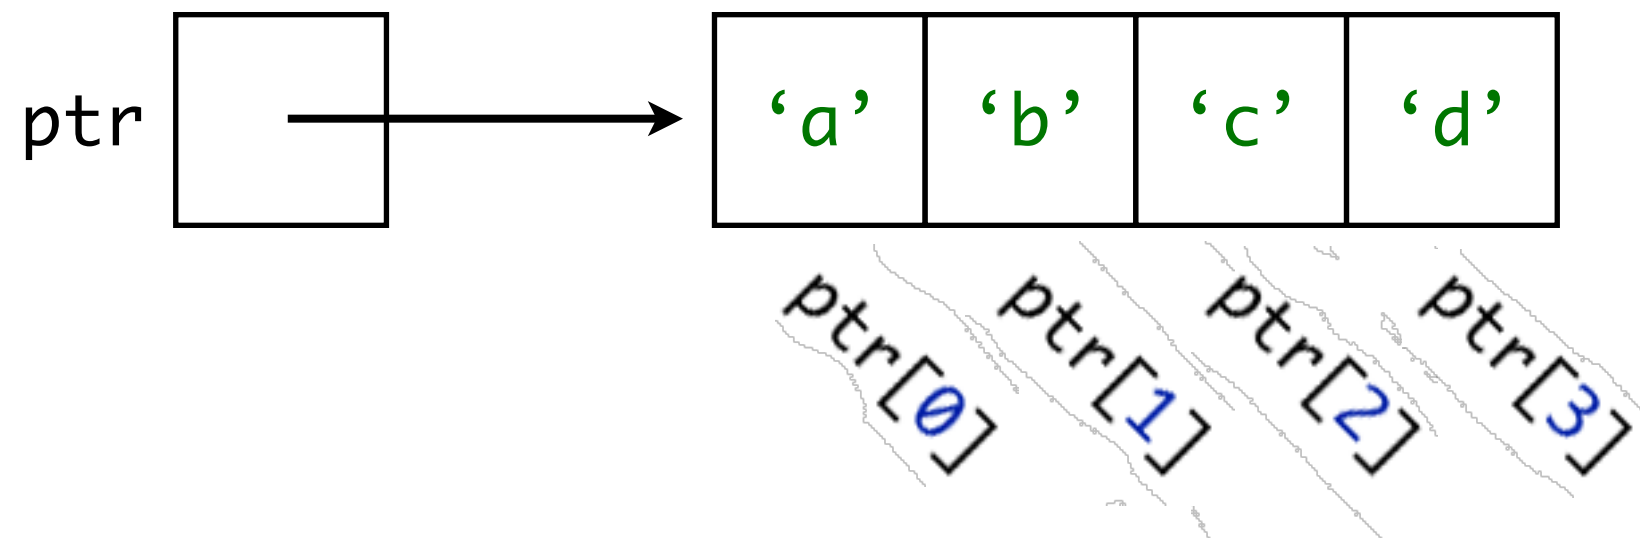 ptr ‘a’ ‘b’ ‘c’ ‘d’
ptr[0] ptr[1] ptr[2] ptr[3]